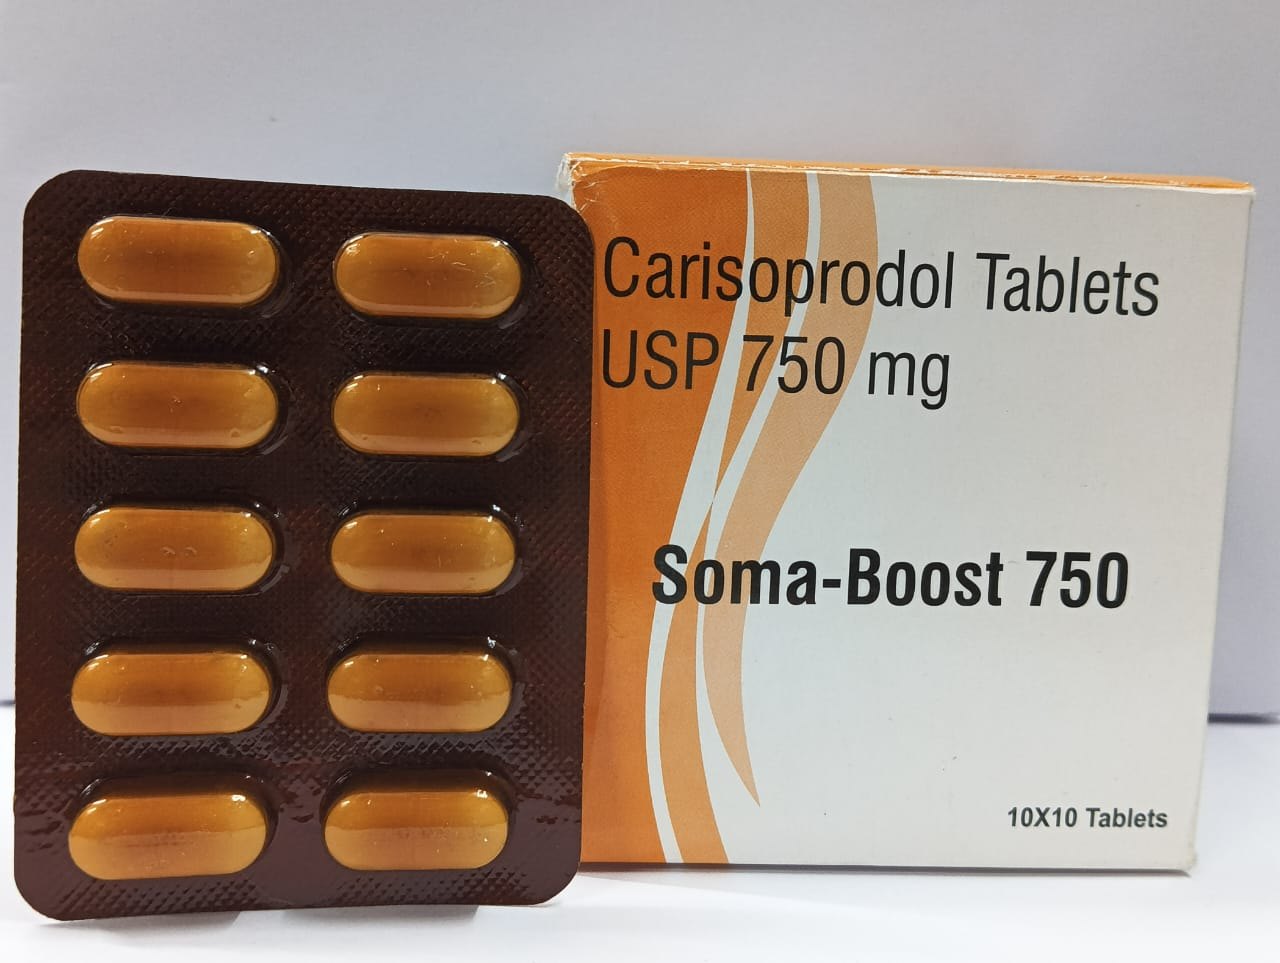 Carisoprodol Tablets
USP 750 mg
Soma-Boost 750
10X10 Tablets